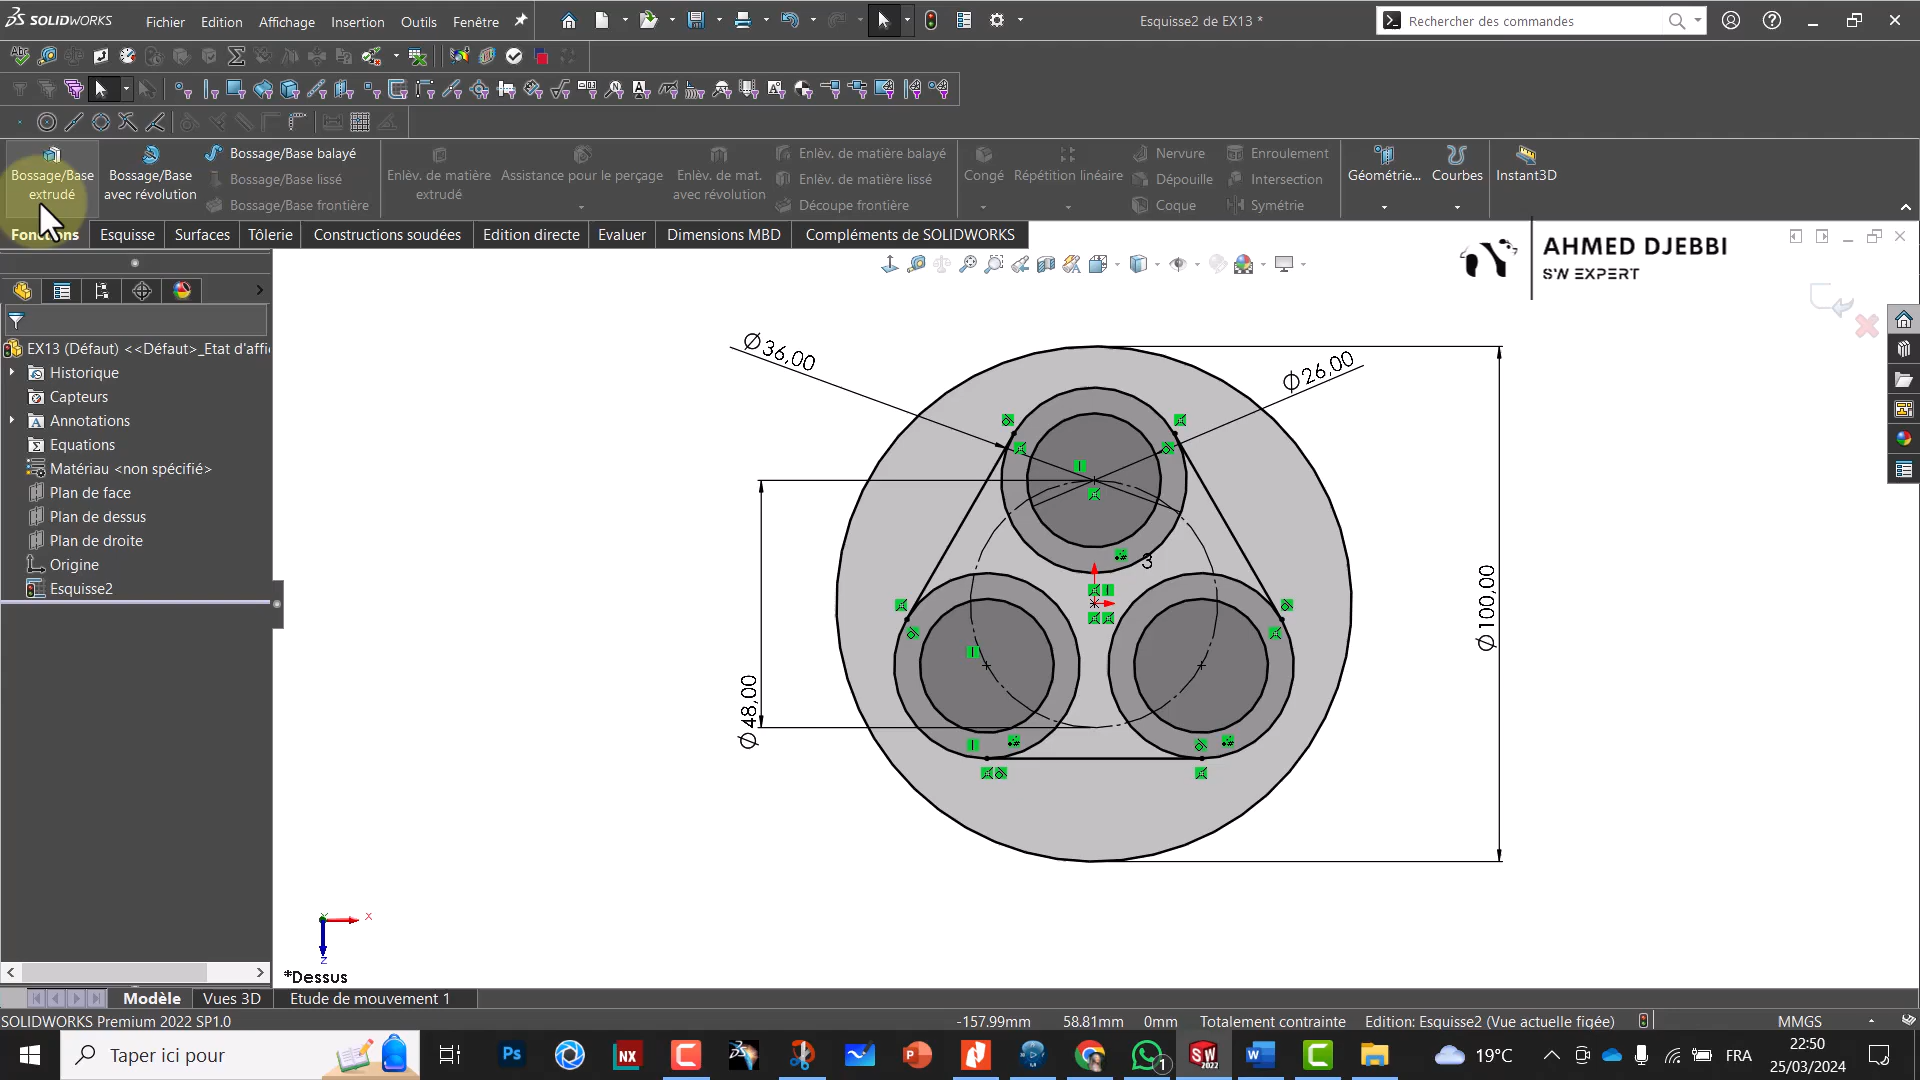 SOLIDWORKS
Fichier Edition Affichage Insertion Outils Fenêtre
Esquisse2 de EX13 *
Rechercher des commandes
Bossage/Base extrudé
Bossage/Base avec révolution
Bossage/Base balayé
Bossage/Base lissé
Bossage/Base frontière
Enlèv. de matière extrudé
Assistance pour le perçage
Enlèv. de mat. avec révolution
Enlèv. de matière balayé
Enlèv. de matière lissé
Découpe frontière
Congé
Répétition linéaire
Nervure
Dépouille
Coque
Enroulement
Intersection
Symétrie
Géométrie...
Courbes
Instant3D
Fonctions Esquisse Surfaces Tôlerie Constructions soudées Edition directe Evaluer Dimensions MBD Compléments de SOLIDWORKS
AHMED DJEBBI
SW EXPERT
EX13 (Défaut) <<Défaut>_Etat d'affi
Historique
Capteurs
Annotations
Equations
Matériau <non spécifié>
Plan de face
Plan de dessus
Plan de droite
Origine
Esquisse2
Ø36,00
Ø26,00
Ø48,00
Ø100,00
3
X
Z
*Dessus
Modèle Vues 3D Etude de mouvement 1
SOLIDWORKS Premium 2022 SP1.0
-157.99mm 58.81mm 0mm Totalement contrainte Edition: Esquisse2 (Vue actuelle figée) MMGS
Taper ici pour
19°C
FRA
22:50
25/03/2024